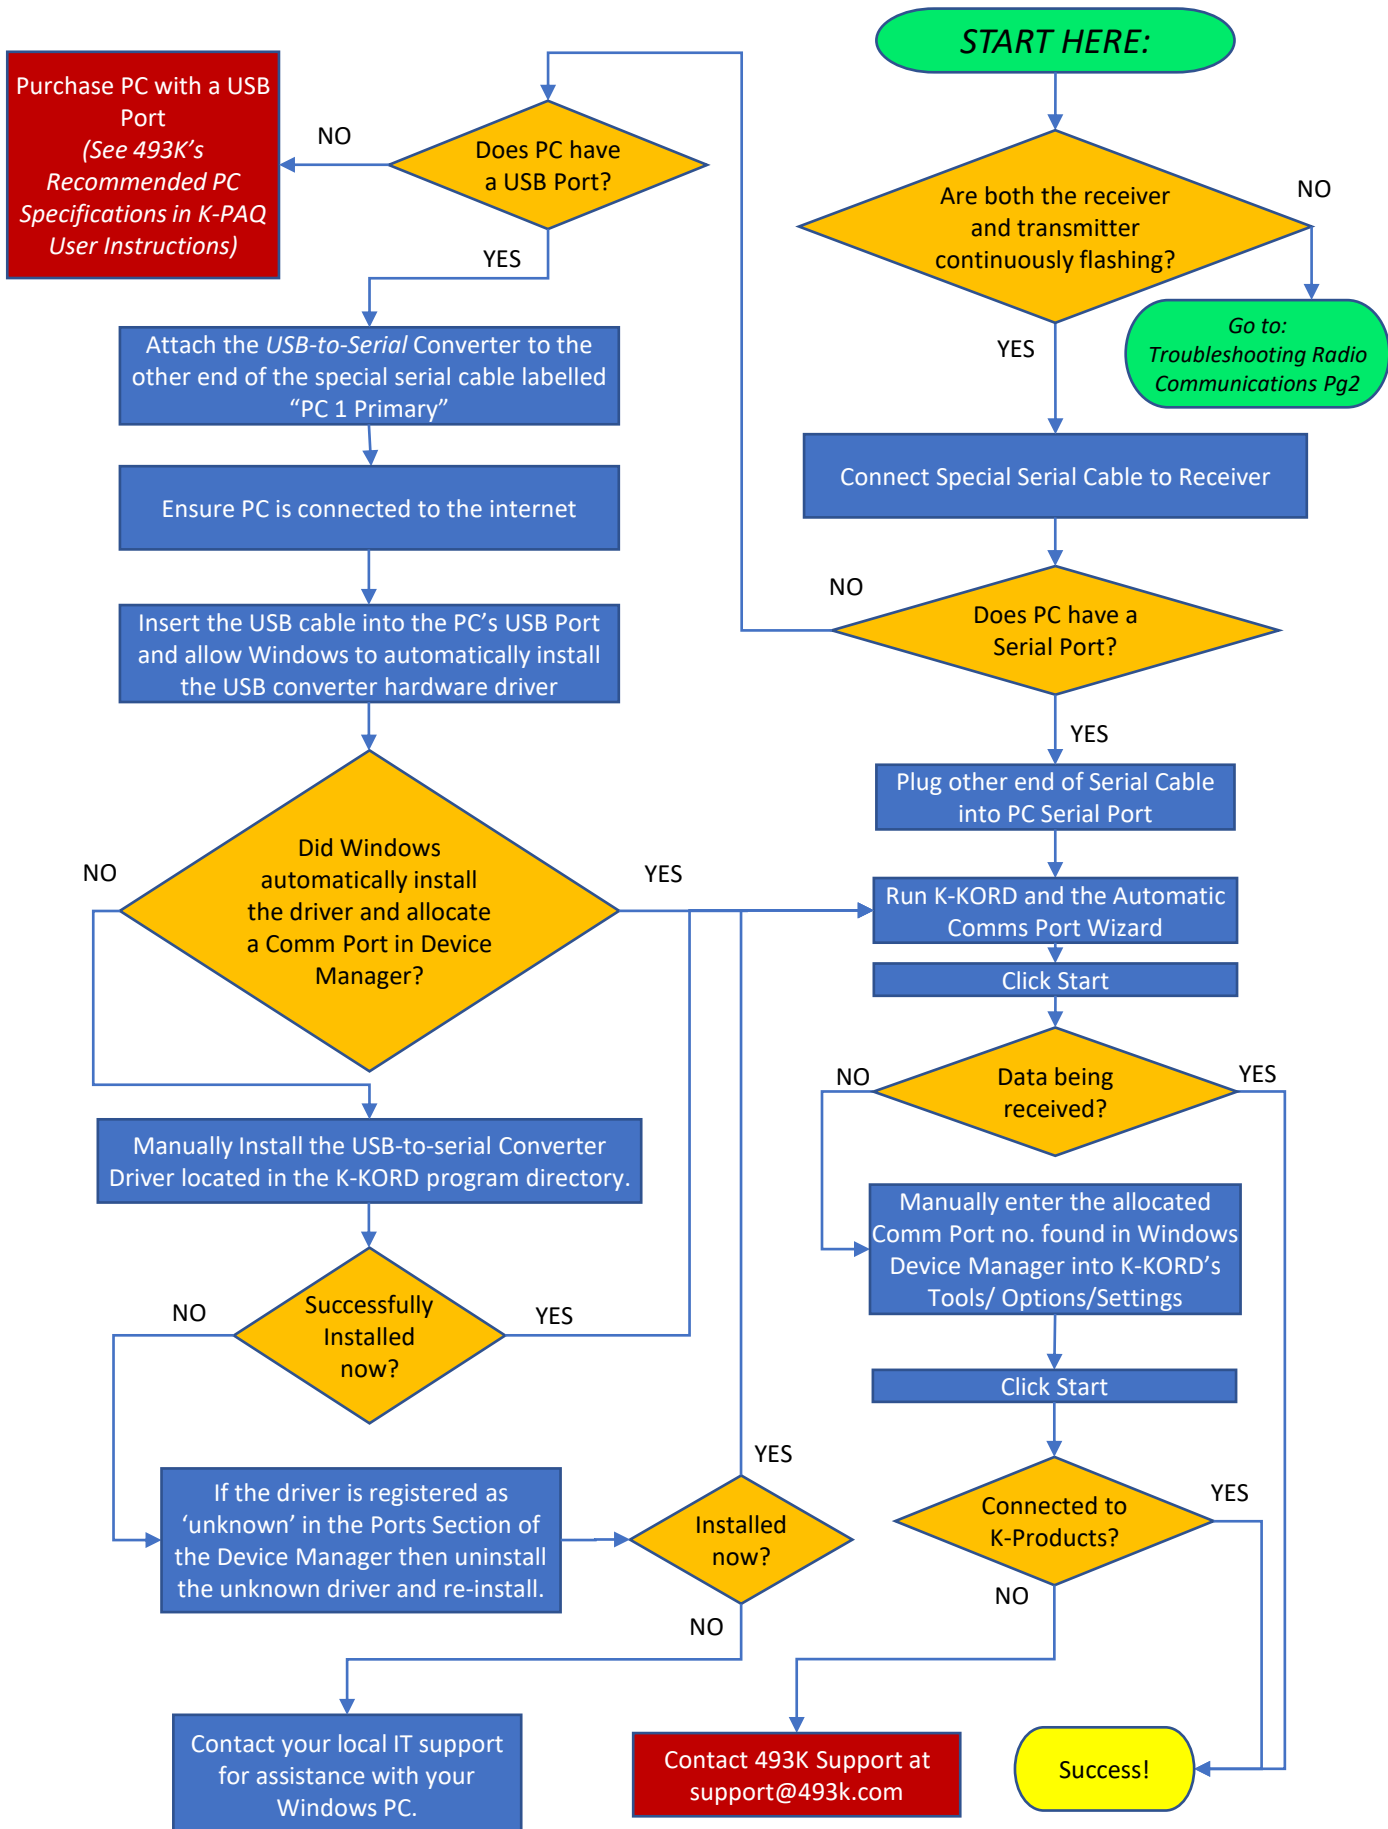 START HERE:
Are both the receiver
and transmitter
continuously flashing?
NO
Go to:
Troubleshooting Radio
Communications Pg2
YES
Connect Special Serial Cable to Receiver
Does PC have a
Serial Port?
NO
YES
Plug other end of Serial Cable
into PC Serial Port
Run K-KORD and the Automatic
Comms Port Wizard
Click Start
Data being
received?
NO
YES
Manually enter the allocated
Comm Port no. found in Windows
Device Manager into K-KORD’s
Tools/ Options/Settings
Click Start
Connected to
K-Products?
YES
NO
Contact 493K Support at
support@493k.com
Success!
Does PC have
a USB Port?
NO
Purchase PC with a USB
Port
(See 493K’s
Recommended PC
Specifications in K-PAQ
User Instructions)
YES
Attach the USB-to-Serial Converter to the
other end of the special serial cable labelled
“PC 1 Primary”
Ensure PC is connected to the internet
Insert the USB cable into the PC’s USB Port
and allow Windows to automatically install
the USB converter hardware driver
Did Windows
automatically install
the driver and allocate
a Comm Port in Device
Manager?
NO
YES
Manually Install the USB-to-serial Converter
Driver located in the K-KORD program directory.
Successfully
Installed
now?
NO
YES
If the driver is registered as
‘unknown’ in the Ports Section of
the Device Manager then uninstall
the unknown driver and re-install.
Installed
now?
YES
NO
Contact your local IT support
for assistance with your
Windows PC.